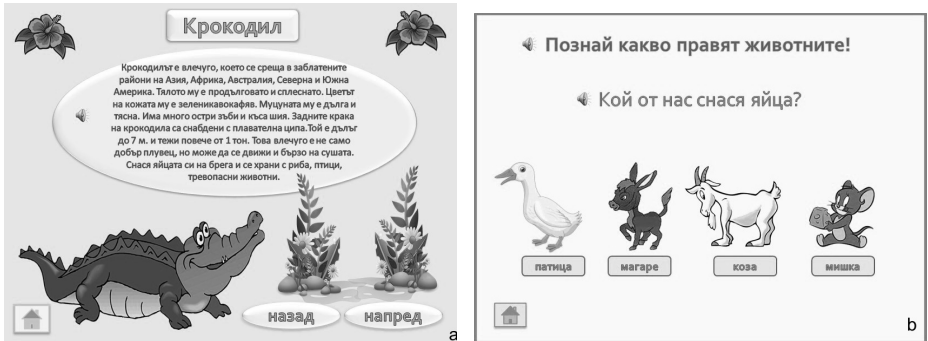 Крокодил
Крокодилът е влечуго, което се среща в заблатените
райони на Азия, Африка, Австралия, Северна и Южна
Америка. Тялото му е продълговато и сплеснато. Цветът
на кожата му е зеленикавокафяв. Муцуната му е дълга и
тясна. Има много остри зъби и къса шия. Задните крака
на крокодила са снабдени с плавателна ципа.Той е дълъг
до 7 м. и тежи повече от 1 тон. Това влечуго е не само
добър плувец, но може да се движи и бързо на сушата.
Снася яйцата си на брега и се храни с риба, птици,
тревопасни животни.
назад
напред
a
Познай какво правят животните!
Кой от нас снася яйца?
патица
магаре
коза
мишка
b